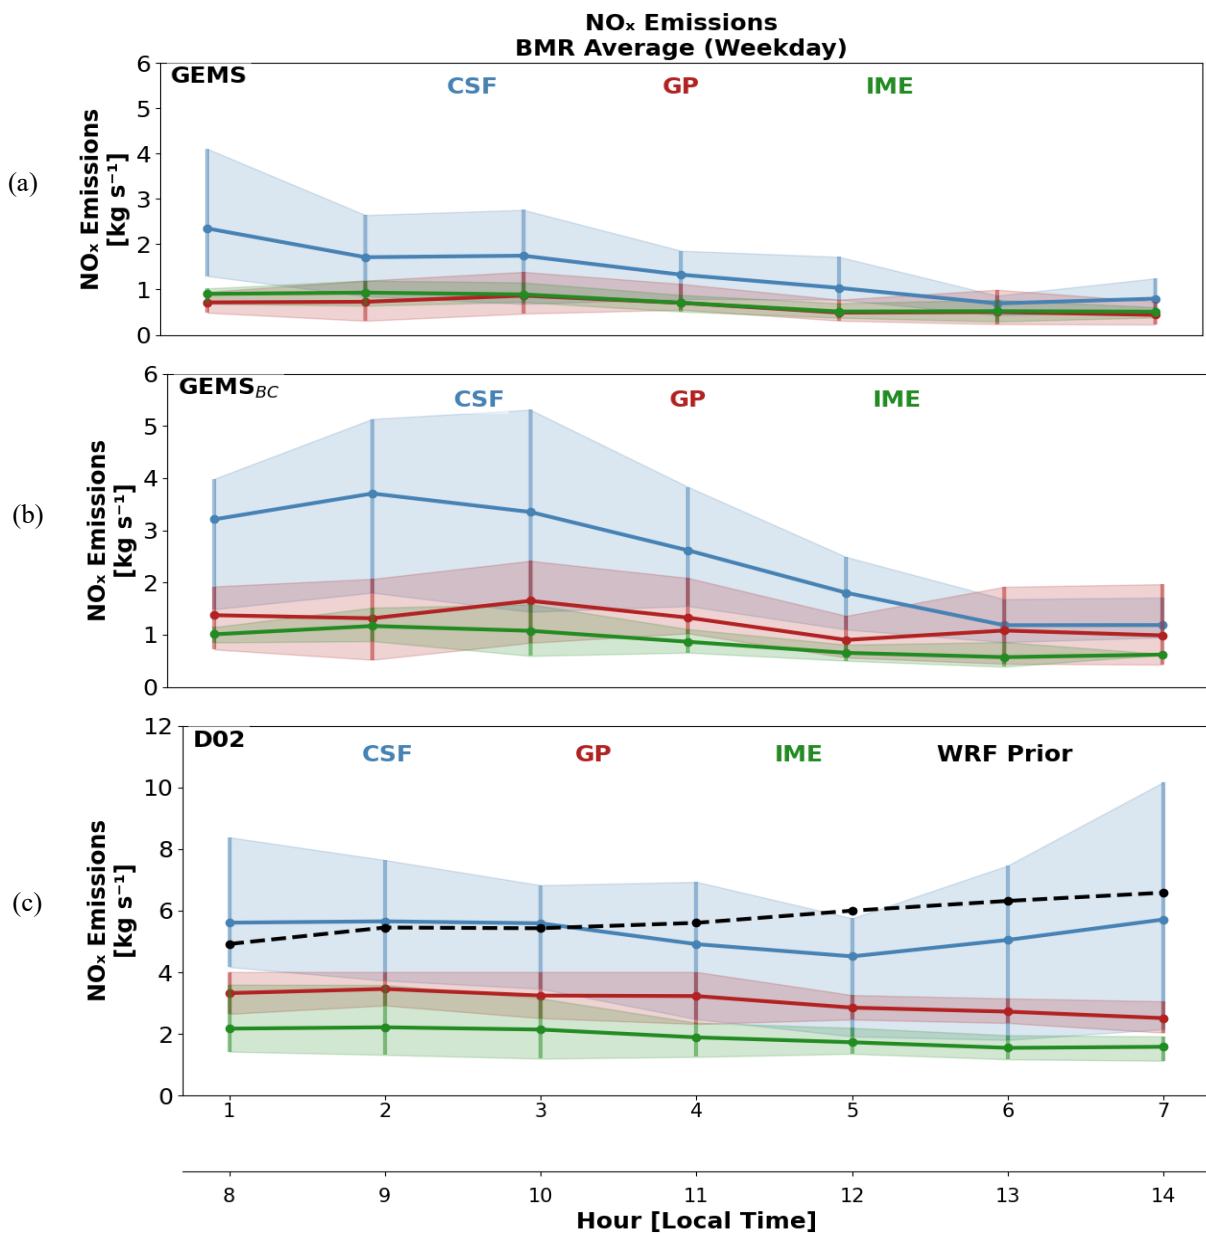 NOₓ Emissions
BMR Average (Weekday)
(a)
NOₓ Emissions
[kg s⁻¹]
6
5
4
3
2
1
0
GEMS
CSF
GP
IME
(b)
NOₓ Emissions
[kg s⁻¹]
6
5
4
3
2
1
0
GEMS_BC
CSF
GP
IME
(c)
NOₓ Emissions
[kg s⁻¹]
12
10
8
6
4
2
0
D02
CSF
GP
IME
WRF Prior
1 2 3 4 5 6 7
8 9 10 11 12 13 14
Hour [Local Time]